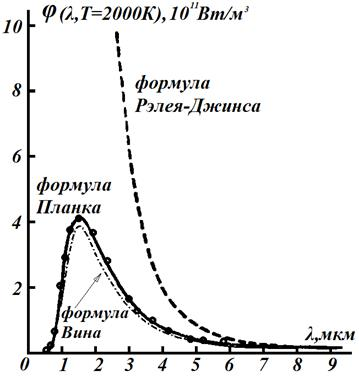 φ(λ,T=2000К), 10¹¹Вт/м³
10
8
6
4
2
формула
Рэлея-Джинса
формула
Планка
формула
Вина
λ,мкм
0 1 2 3 4 5 6 7 8 9